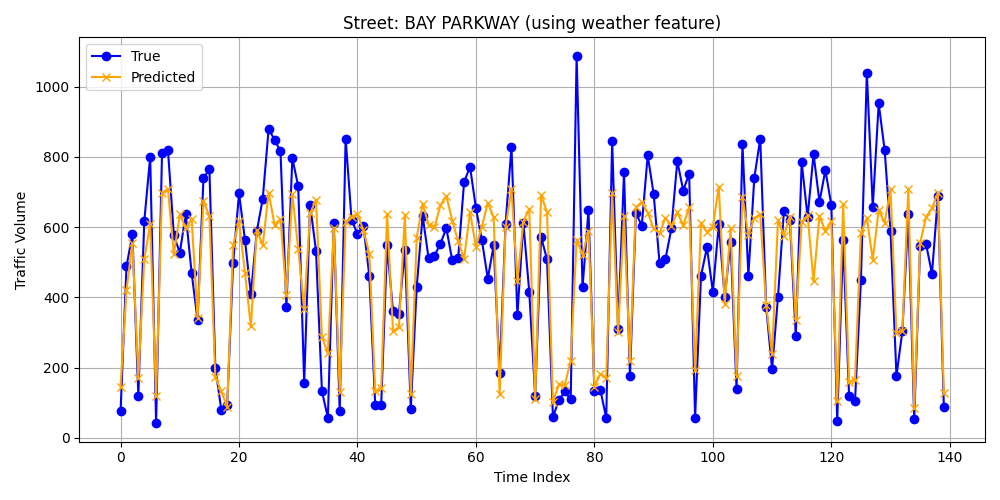 Street: BAY PARKWAY (using weather feature)
True
Predicted
Traffic Volume
1000
800
600
400
200
0
0 20 40 60 80 100 120 140
Time Index